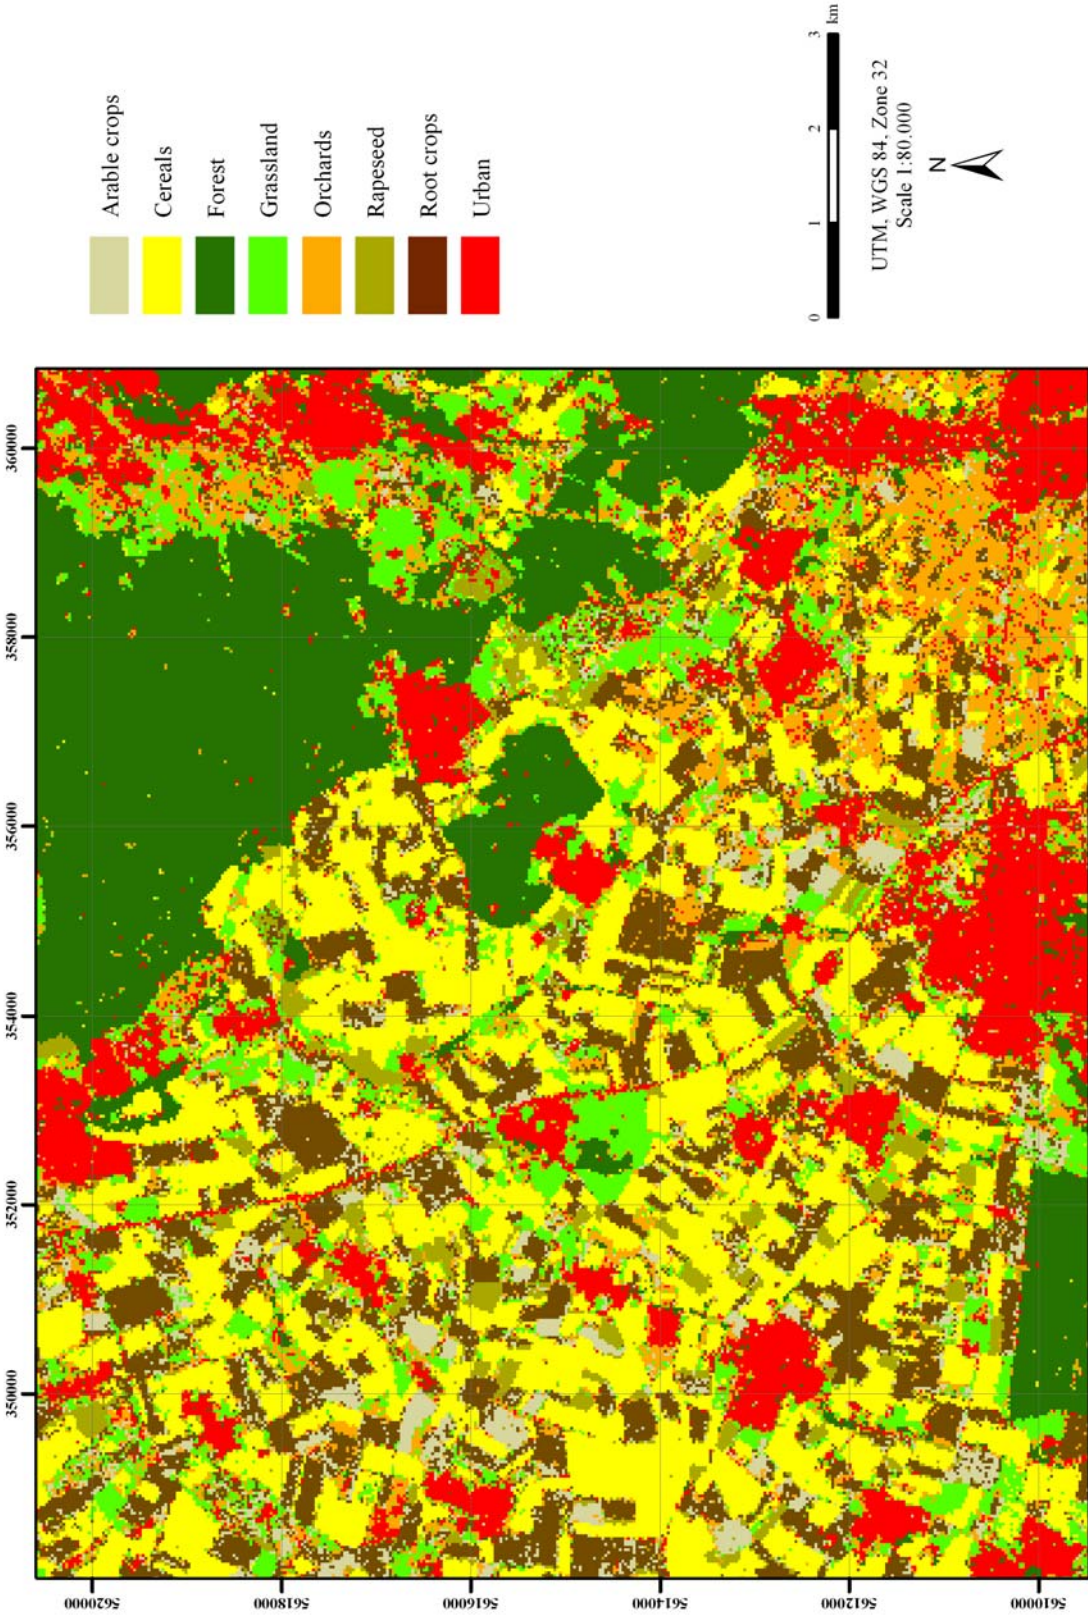 Arable crops
Cereals
Forest
Grassland
Orchards
Rapeseed
Root crops
Urban
0 1 2 3 km
UTM, WGS 84, Zone 32
Scale 1:80.000
N
348000
350000
352000
354000
356000
358000
360000
5620000
5618000
5616000
5614000
5612000
5610000